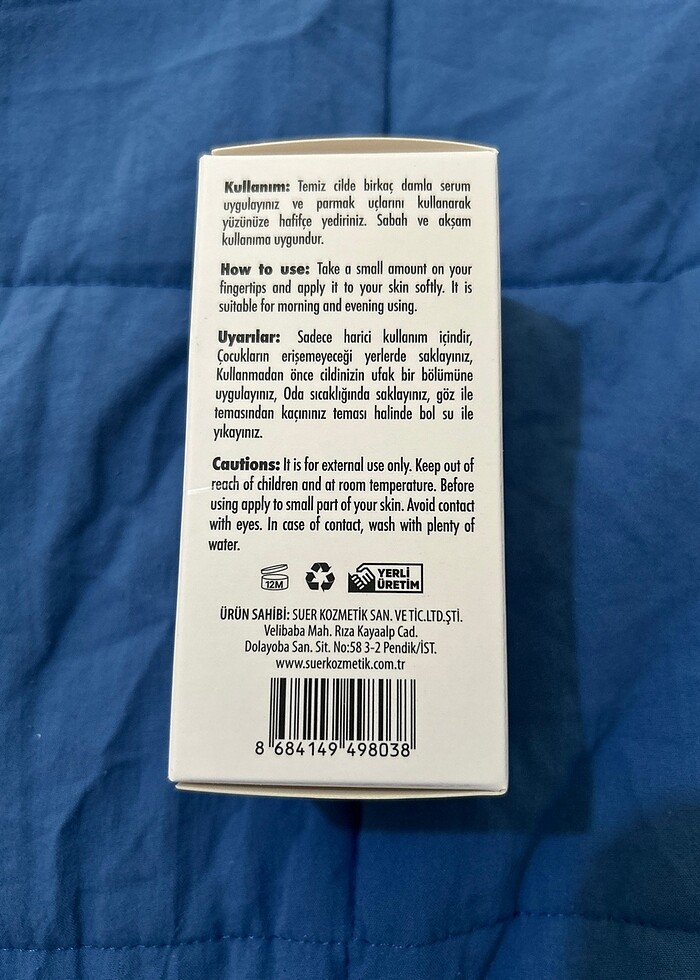 Kullanım: Temiz cilde birkaç damla serum
uygulayınız ve parmak uçlarını kullanarak
yüzünüze hafifçe yediriniz. Sabah ve akşam
kullanıma uygundur.
How to use: Take a small amount on your
fingertips and apply it to your skin softly. It is
suitable for morning and evening using.
Uyarılar: Sadece harici kullanım içindir,
Çocukların erişemeyeceği yerlerde saklayınız,
Kullanmadan önce cildinizin ufak bir bölümüne
uygulayınız, Oda sıcaklığında saklayınız, göz ile
temasından kaçınınız teması halinde bol su ile
yıkayınız.
Cautions: It is for external use only. Keep out of
reach of children and at room temperature. Before
using apply to small part of your skin. Avoid contact
with eyes. In case of contact, wash with plenty of
water.
12M
YERLİ
ÜRETİM
ÜRÜN SAHİBİ: SUER KOZMETİK SAN. VE TİC.LTD.ŞTİ.
Velibaba Mah. Rıza Kayaalp Cad.
Dolayoba San. Sit. No:58 3-2 Pendik/İST.
www.suerkozmetik.com.tr
8 684149 498038